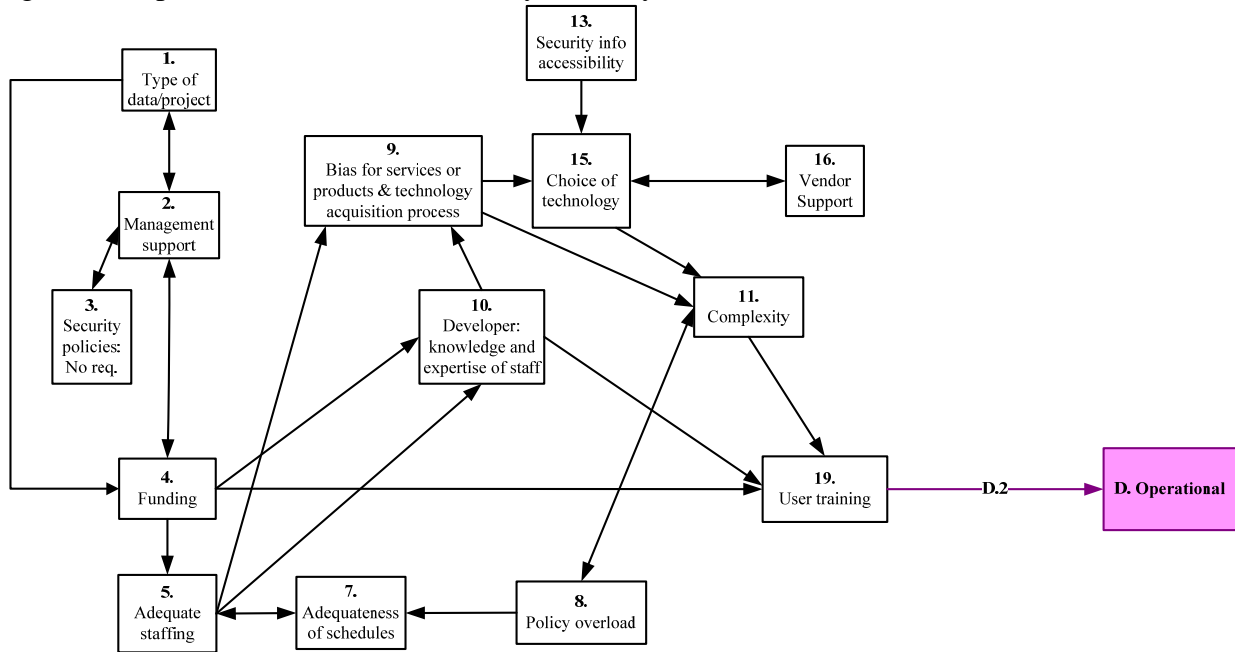 13.
Security info
accessibility
1.
Type of
data/project
9.
Bias for services or
products & technology
acquisition process
15.
Choice of
technology
16.
Vendor
Support
2.
Management
support
3.
Security
policies:
No req.
10.
Developer:
knowledge and
expertise of staff
11.
Complexity
4.
Funding
19.
User training
D.2
D. Operational
5.
Adequate
staffing
7.
Adequateness
of schedules
8.
Policy overload